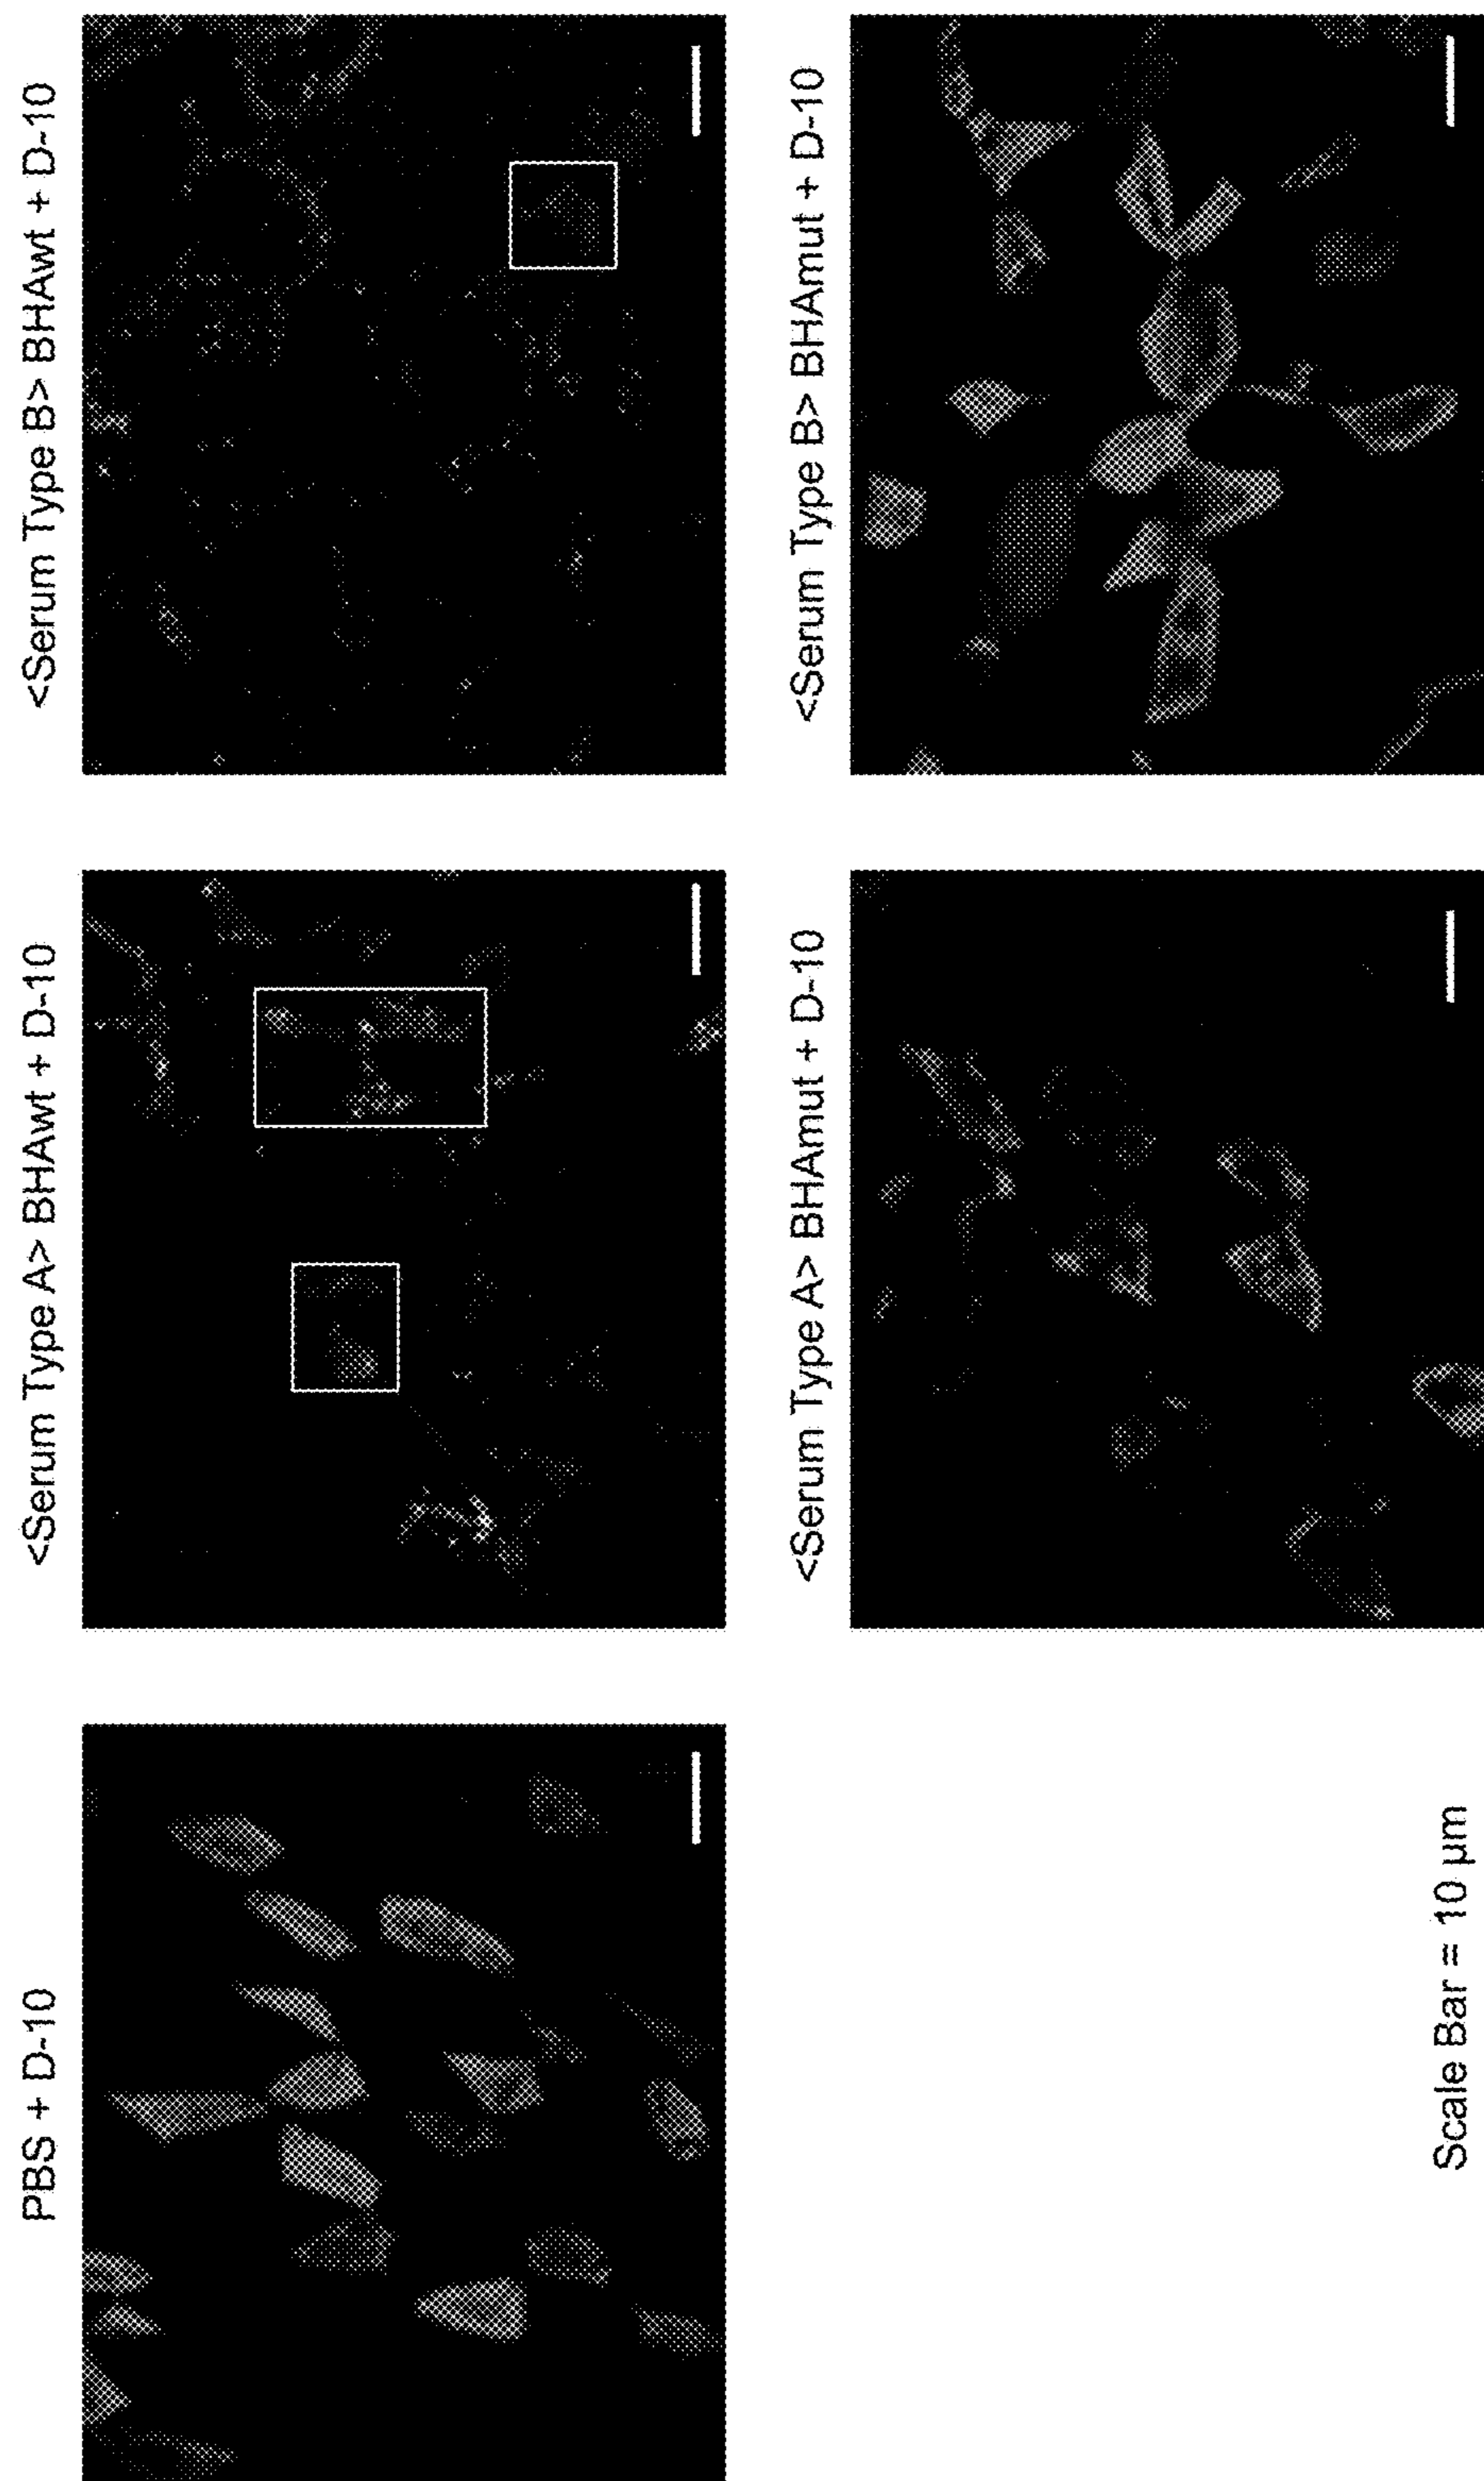 PBS + D-10
<Serum Type A> BHAwt + D-10
<Serum Type B> BHAwt + D-10
<Serum Type A> BHAmut + D-10
<Serum Type B> BHAmut + D-10
Scale Bar = 10 µm